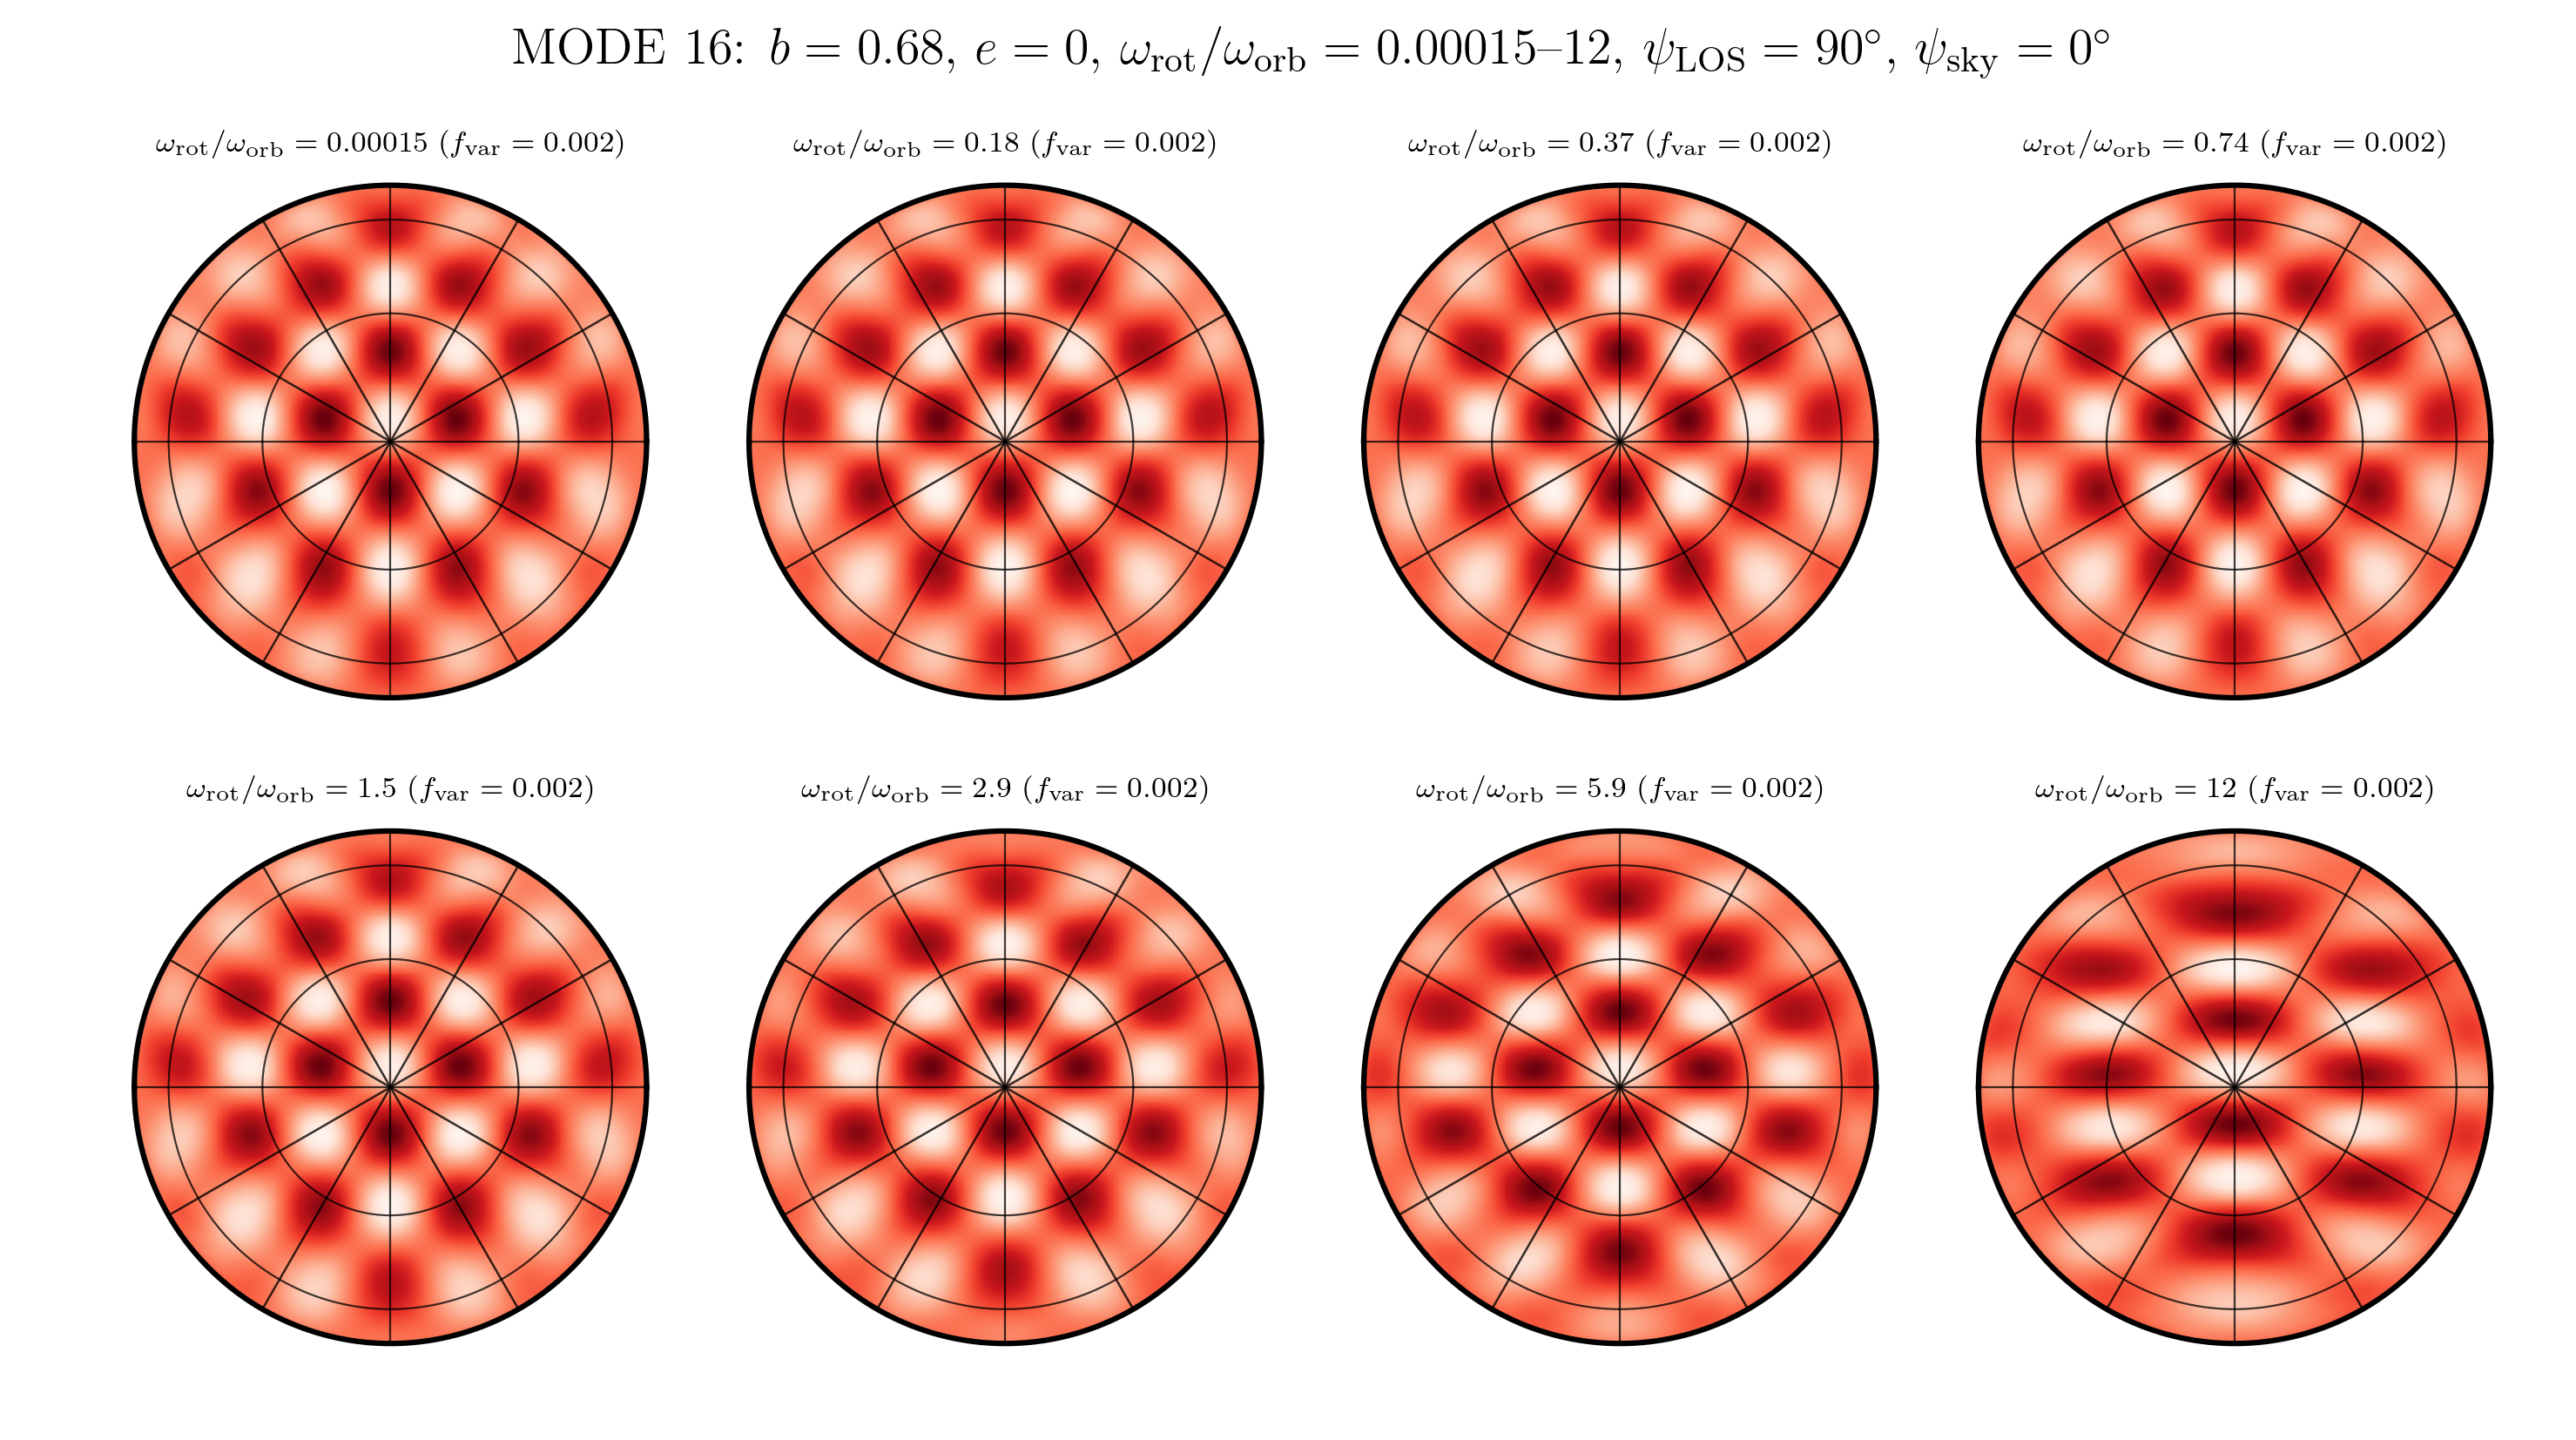 MODE 16: b = 0.68, e = 0, ω_rot/ω_orb = 0.00015–12, ψ_LOS = 90°, ψ_sky = 0°
ω_rot/ω_orb = 0.00015 (f_var = 0.002)
ω_rot/ω_orb = 0.18 (f_var = 0.002)
ω_rot/ω_orb = 0.37 (f_var = 0.002)
ω_rot/ω_orb = 0.74 (f_var = 0.002)
ω_rot/ω_orb = 1.5 (f_var = 0.002)
ω_rot/ω_orb = 2.9 (f_var = 0.002)
ω_rot/ω_orb = 5.9 (f_var = 0.002)
ω_rot/ω_orb = 12 (f_var = 0.002)